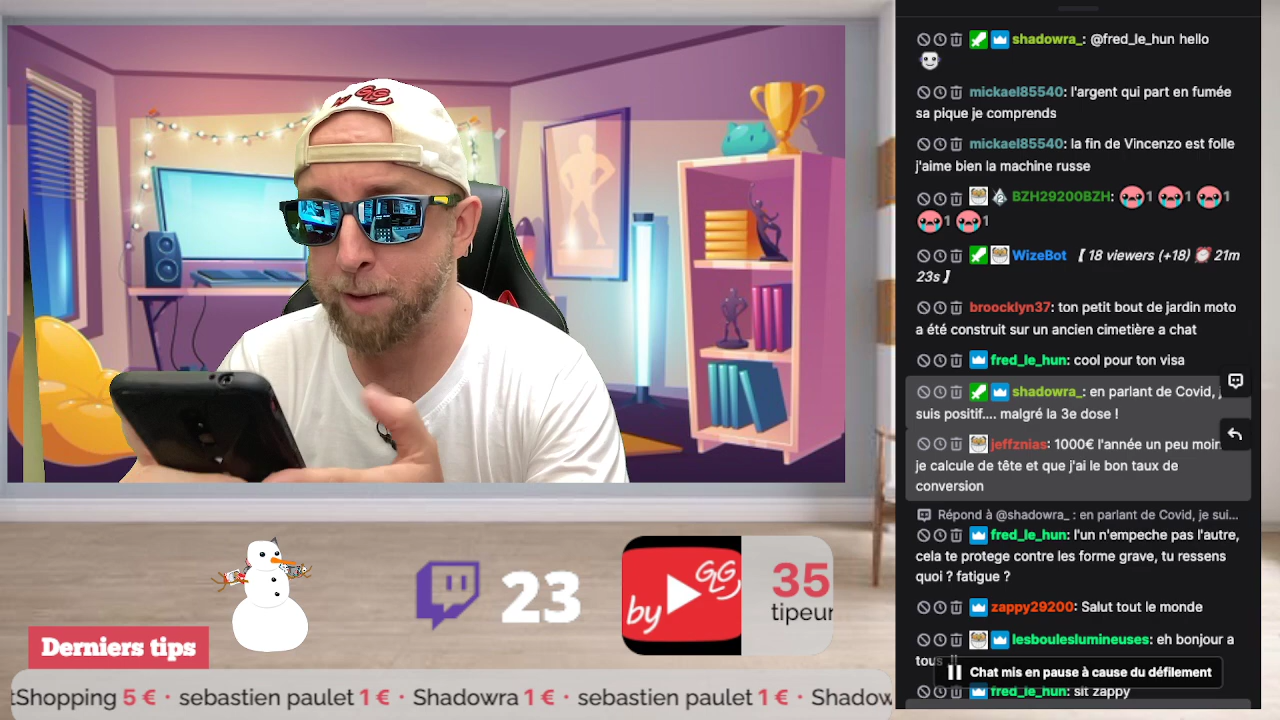 shadowra_: @fred_le_hun hello
mickael85540: l'argent qui part en fumée
sa pique je comprends
mickael85540: la fin de Vincenzo est folle
j'aime bien la machine russe
BZH29200BZH: 1 1 1
1 1
WizeBot 【 18 viewers (+18) ⏰ 21m
23s 】
broocklyn37: ton petit bout de jardin moto
a été construit sur un ancien cimetière a chat
fred_le_hun: cool pour ton visa
shadowra_: en parlant de Covid,
suis positif.... malgré la 3e dose !
jeffznias: 1000€ l'année un peu moin
je calcule de tête et que j'ai le bon taux de
conversion
Répond à @shadowra_ : en parlant de Covid, je sui...
fred_le_hun: l'un n'empeche pas l'autre,
cela te protege contre les forme grave, tu ressens
quoi ? fatigue ?
zappy29200: Salut tout le monde
lesbouleslumineuses: eh bonjour a
tous
Chat mis en pause à cause du défilement
fred_le_hun: slt zappy
23
by GG
35
tipeur
Derniers tips
tShopping 5 € · sebastien paulet 1 € · Shadowra 1 € · sebastien paulet 1 € · Shadow